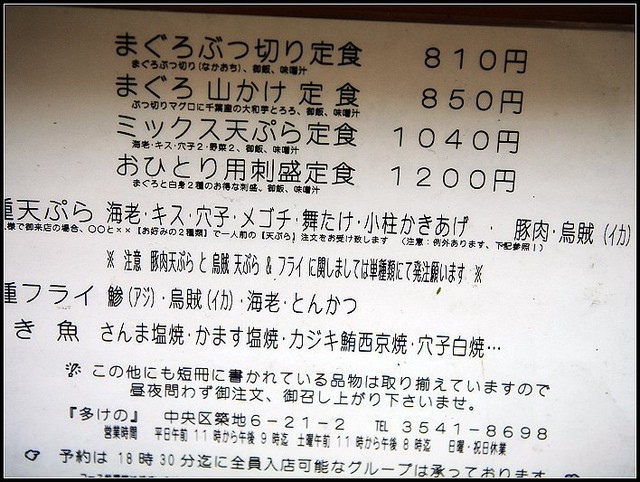 まぐろぶつ切り定食 810円
まぐろぶつ切り(なかおち)、御飯、味噌汁
まぐろ 山かけ 定 食 850円
ぶつ切りマグロに千葉産の大和芋とろろ、御飯、味噌汁
ミックス天ぷら定食 1040円
海老・キス・穴子2・野菜2、御飯、味噌汁
おひとり用刺盛定食 1200円
まぐろと白身2種のお得な刺盛、御飯、味噌汁
種天ぷら 海老・キス・穴子・メゴチ・舞たけ・小柱かきあげ ・ 豚肉・烏賊(イカ)
様で御来店の場合、〇〇と××【お好みの2種類】で一人前の【天ぷら】注文をお受け致します (注意:例外あります、下記参照!)
※ 注意 豚肉天ぷら と 烏賊 天ぷら & フライ に関しましては単種類にて発注願います ※
種フライ 鯵(アジ)・烏賊(イカ)・海老・とんかつ
き 魚 さんま塩焼・かます塩焼・カジキ鮪西京焼・穴子白焼…
この他にも短冊に書かれている品物は取り揃えていますので
昼夜問わず御注文、御召し上がり下さいませ。
『多けの』 中央区築地6-21-2 TEL 3541-8698
営業時間 平日午前11時から午後9時迄 土曜午前11時から午後8時迄 日曜・祝日休業
☞ 予約は 18時30分迄に全員入店可能なグループは承っております